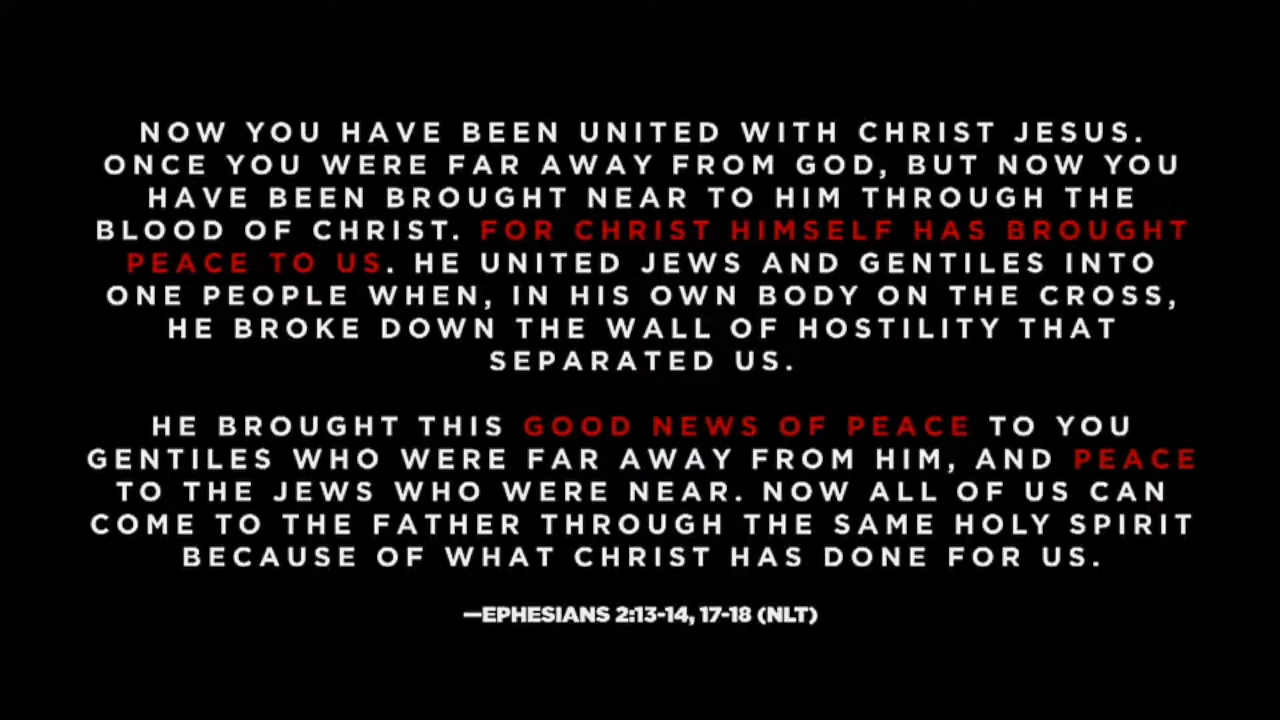 NOW YOU HAVE BEEN UNITED WITH CHRIST JESUS.
ONCE YOU WERE FAR AWAY FROM GOD, BUT NOW YOU
HAVE BEEN BROUGHT NEAR TO HIM THROUGH THE
BLOOD OF CHRIST. FOR CHRIST HIMSELF HAS BROUGHT
PEACE TO US. HE UNITED JEWS AND GENTILES INTO
ONE PEOPLE WHEN, IN HIS OWN BODY ON THE CROSS,
HE BROKE DOWN THE WALL OF HOSTILITY THAT
SEPARATED US.
HE BROUGHT THIS GOOD NEWS OF PEACE TO YOU
GENTILES WHO WERE FAR AWAY FROM HIM, AND PEACE
TO THE JEWS WHO WERE NEAR. NOW ALL OF US CAN
COME TO THE FATHER THROUGH THE SAME HOLY SPIRIT
BECAUSE OF WHAT CHRIST HAS DONE FOR US.
—EPHESIANS 2:13-14, 17-18 (NLT)